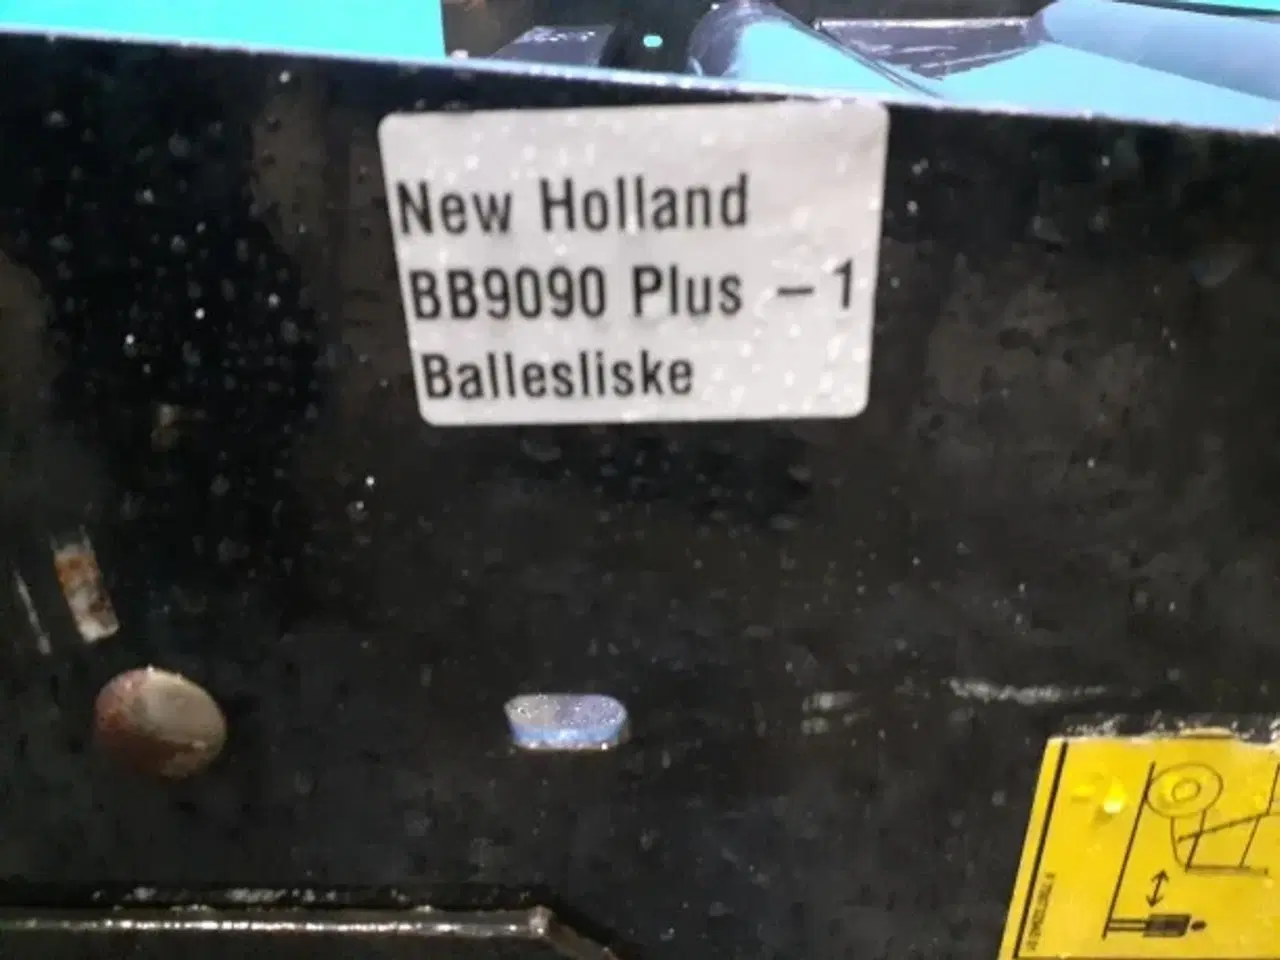 New Holland
BB9090 Plus - 1
Ballesliske